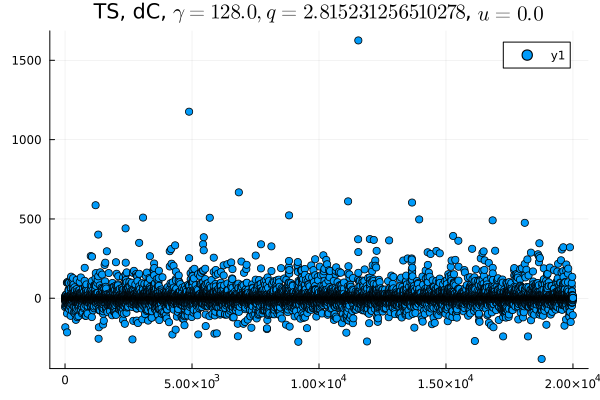 TS, dC, γ = 128.0, q = 2.815231256510278, u = 0.0
y1
1500
1000
500
0
0 5.00×10³ 1.00×10⁴ 1.50×10⁴ 2.00×10⁴